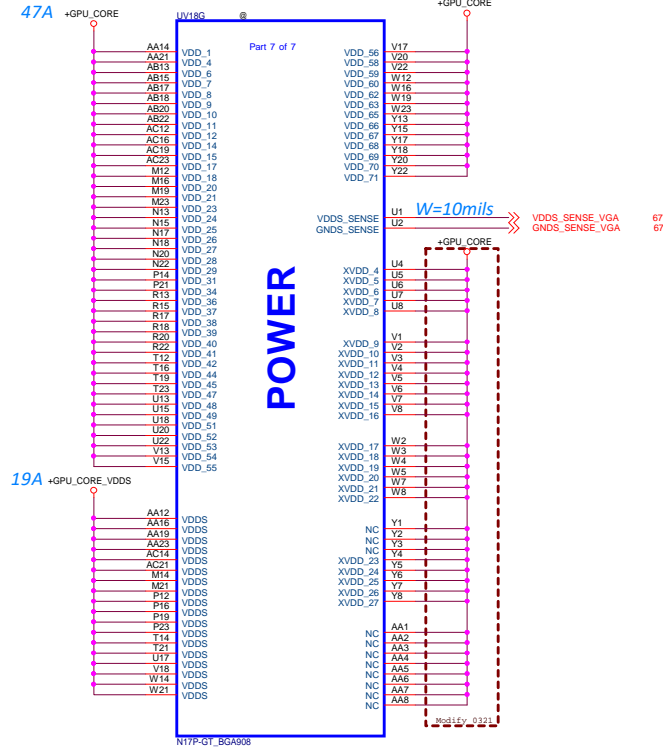 47A +GPU_CORE
UV18G @
+GPU_CORE
Part 7 of 7
AA14 VDD_1
AA21 VDD_4
AB13 VDD_6
AB15 VDD_7
AB17 VDD_8
AB18 VDD_9
AB20 VDD_10
AB22 VDD_11
AC12 VDD_12
AC16 VDD_14
AC19 VDD_15
AC23 VDD_17
M12 VDD_18
M16 VDD_20
M19 VDD_21
M23 VDD_23
N13 VDD_24
N15 VDD_25
N17 VDD_26
N18 VDD_27
N20 VDD_28
N22 VDD_29
P14 VDD_31
P21 VDD_34
R13 VDD_36
R15 VDD_37
R17 VDD_38
R18 VDD_39
R20 VDD_40
R22 VDD_41
T12 VDD_42
T16 VDD_44
T19 VDD_45
T23 VDD_47
U13 VDD_48
U15 VDD_49
U18 VDD_51
U20 VDD_52
U22 VDD_53
V13 VDD_54
V15 VDD_55
19A +GPU_CORE_VDDS
AA12 VDDS
AA16 VDDS
AA19 VDDS
AA23 VDDS
AC14 VDDS
AC21 VDDS
M14 VDDS
M21 VDDS
P12 VDDS
P16 VDDS
P19 VDDS
P23 VDDS
T14 VDDS
T21 VDDS
U17 VDDS
V18 VDDS
W14 VDDS
W21 VDDS
POWER
VDD_56 V17
VDD_58 V20
VDD_59 V22
VDD_60 W12
VDD_62 W16
VDD_63 W19
VDD_65 W23
VDD_66 Y13
VDD_67 Y15
VDD_68 Y17
VDD_69 Y18
VDD_70 Y20
VDD_71 Y22
W=10mils
VDDS_SENSE U1 VDDS_SENSE_VGA 67
GNDS_SENSE U2 GNDS_SENSE_VGA 67
+GPU_CORE
XVDD_4 U4
XVDD_5 U5
XVDD_6 U6
XVDD_7 U7
XVDD_8 U8
XVDD_9 V1
XVDD_10 V2
XVDD_11 V3
XVDD_12 V4
XVDD_13 V5
XVDD_14 V6
XVDD_15 V7
XVDD_16 V8
XVDD_17 W2
XVDD_18 W3
XVDD_19 W4
XVDD_20 W5
XVDD_21 W7
XVDD_22 W8
NC Y1
NC Y2
NC Y3
XVDD_23 Y4
XVDD_24 Y5
XVDD_25 Y6
XVDD_26 Y7
XVDD_27 Y8
NC AA1
NC AA2
NC AA3
NC AA4
NC AA5
NC AA6
NC AA7
NC AA8
Modify 0321
N17P-GT_BGA908